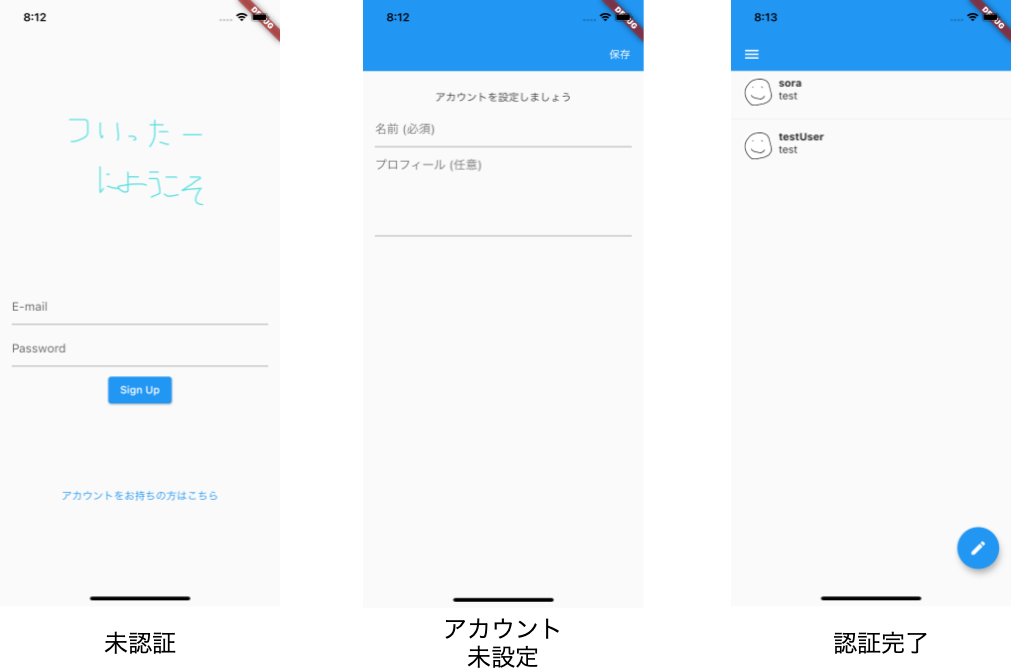 8:12
DEBUG
ついったー
にようこそ
E-mail
Password
Sign Up
アカウントをお持ちの方はこちら
未認証
8:12
DEBUG
保存
アカウントを設定しましょう
名前 (必須)
プロフィール (任意)
アカウント
未設定
8:13
DEBUG
sora
test
testUser
test
認証完了